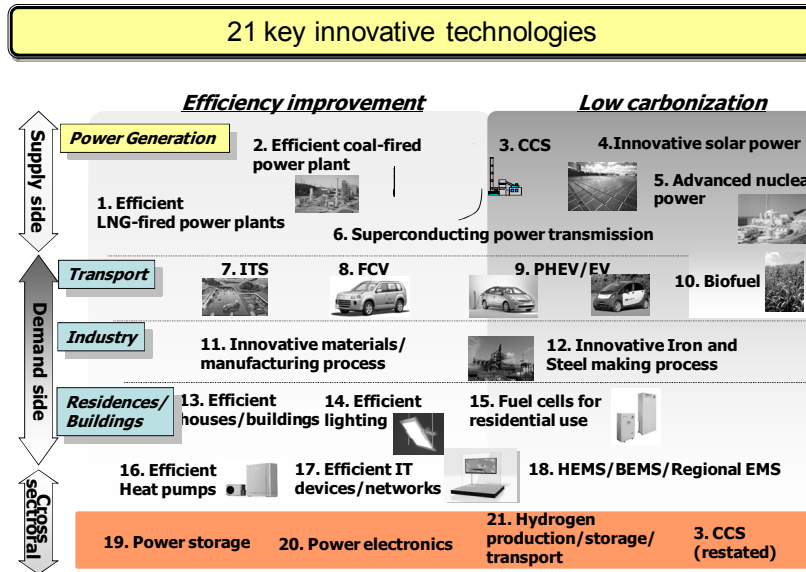 21 key innovative technologies
Efficiency improvement
Low carbonization
Supply side
Power Generation
1. Efficient
LNG-fired power plants
2. Efficient coal-fired
power plant
3. CCS
4.Innovative solar power
5. Advanced nuclea
power
6. Superconducting power transmission
Demand side
Transport
7. ITS
8. FCV
9. PHEV/EV
10. Biofuel
Industry
11. Innovative materials/
manufacturing process
12. Innovative Iron and
Steel making process
Residences/
Buildings
13. Efficient
houses/buildings
14. Efficient
lighting
15. Fuel cells for
residential use
Cross
sectroral
16. Efficient
Heat pumps
17. Efficient IT
devices/networks
18. HEMS/BEMS/Regional EMS
19. Power storage
20. Power electronics
21. Hydrogen
production/storage/
transport
3. CCS
(restated)